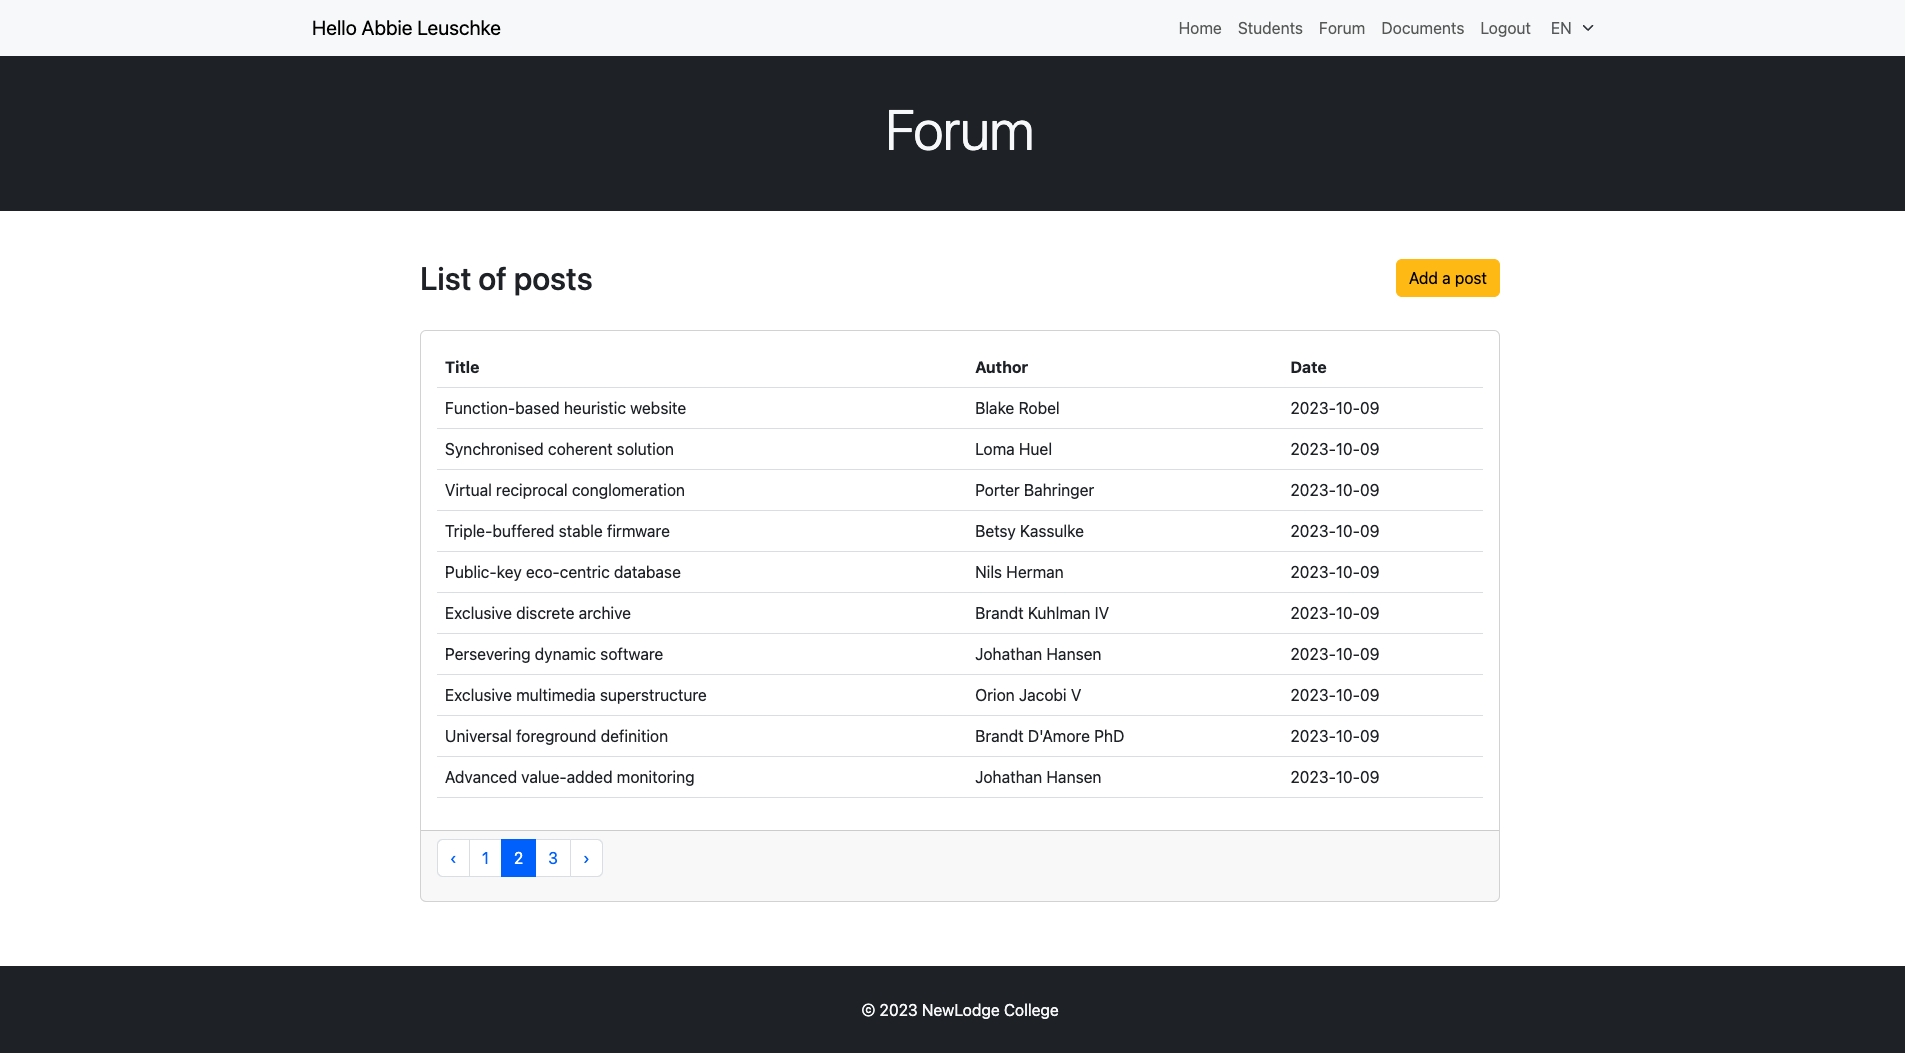 Hello Abbie Leuschke Home Students Forum Documents Logout EN
Forum
List of posts Add a post
Title Author Date
Function-based heuristic website Blake Robel 2023-10-09
Synchronised coherent solution Loma Huel 2023-10-09
Virtual reciprocal conglomeration Porter Bahringer 2023-10-09
Triple-buffered stable firmware Betsy Kassulke 2023-10-09
Public-key eco-centric database Nils Herman 2023-10-09
Exclusive discrete archive Brandt Kuhlman IV 2023-10-09
Persevering dynamic software Johathan Hansen 2023-10-09
Exclusive multimedia superstructure Orion Jacobi V 2023-10-09
Universal foreground definition Brandt D'Amore PhD 2023-10-09
Advanced value-added monitoring Johathan Hansen 2023-10-09
‹ 1 2 3 ›
© 2023 NewLodge College